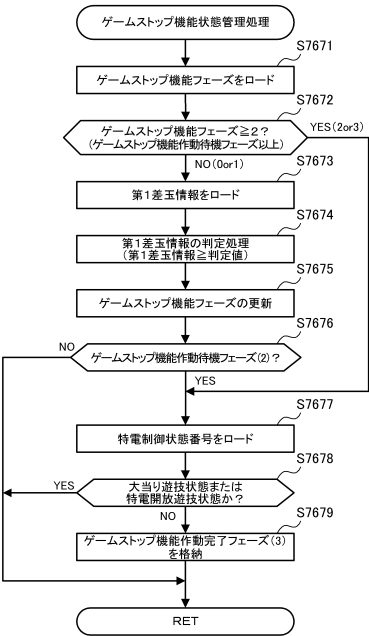 ゲームストップ機能状態管理処理
S7671
ゲームストップ機能フェーズをロード
S7672
ゲームストップ機能フェーズ≧2？
(ゲームストップ機能作動待機フェーズ以上)
YES(2or3)
NO(0or1)
S7673
第1差玉情報をロード
S7674
第1差玉情報の判定処理
(第1差玉情報≧判定値)
S7675
ゲームストップ機能フェーズの更新
S7676
NO
ゲームストップ機能作動待機フェーズ(2)？
YES
S7677
特電制御状態番号をロード
S7678
YES
大当り遊技状態または
特電開放遊技状態か？
NO
S7679
ゲームストップ機能作動完了フェーズ(3)
を格納
RET